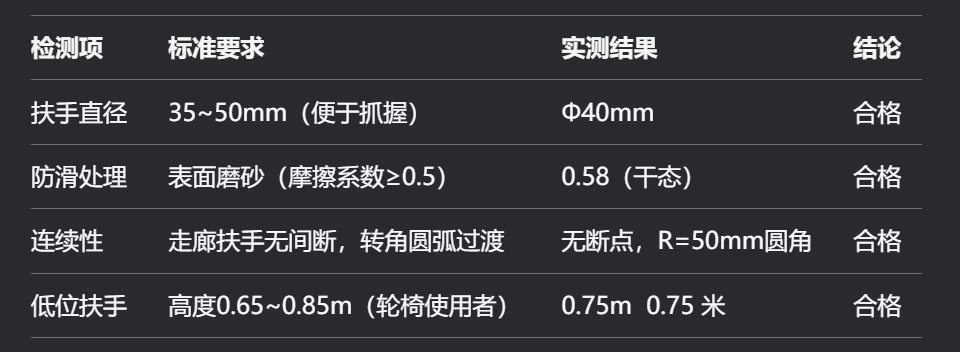 检测项 标准要求 实测结果 结论
扶手直径 35~50mm（便于抓握） Φ40mm 合格
防滑处理 表面磨砂（摩擦系数≥0.5） 0.58（干态） 合格
连续性 走廊扶手无间断，转角圆弧过渡 无断点，R=50mm圆角 合格
低位扶手 高度0.65~0.85m（轮椅使用者） 0.75m 0.75 米 合格